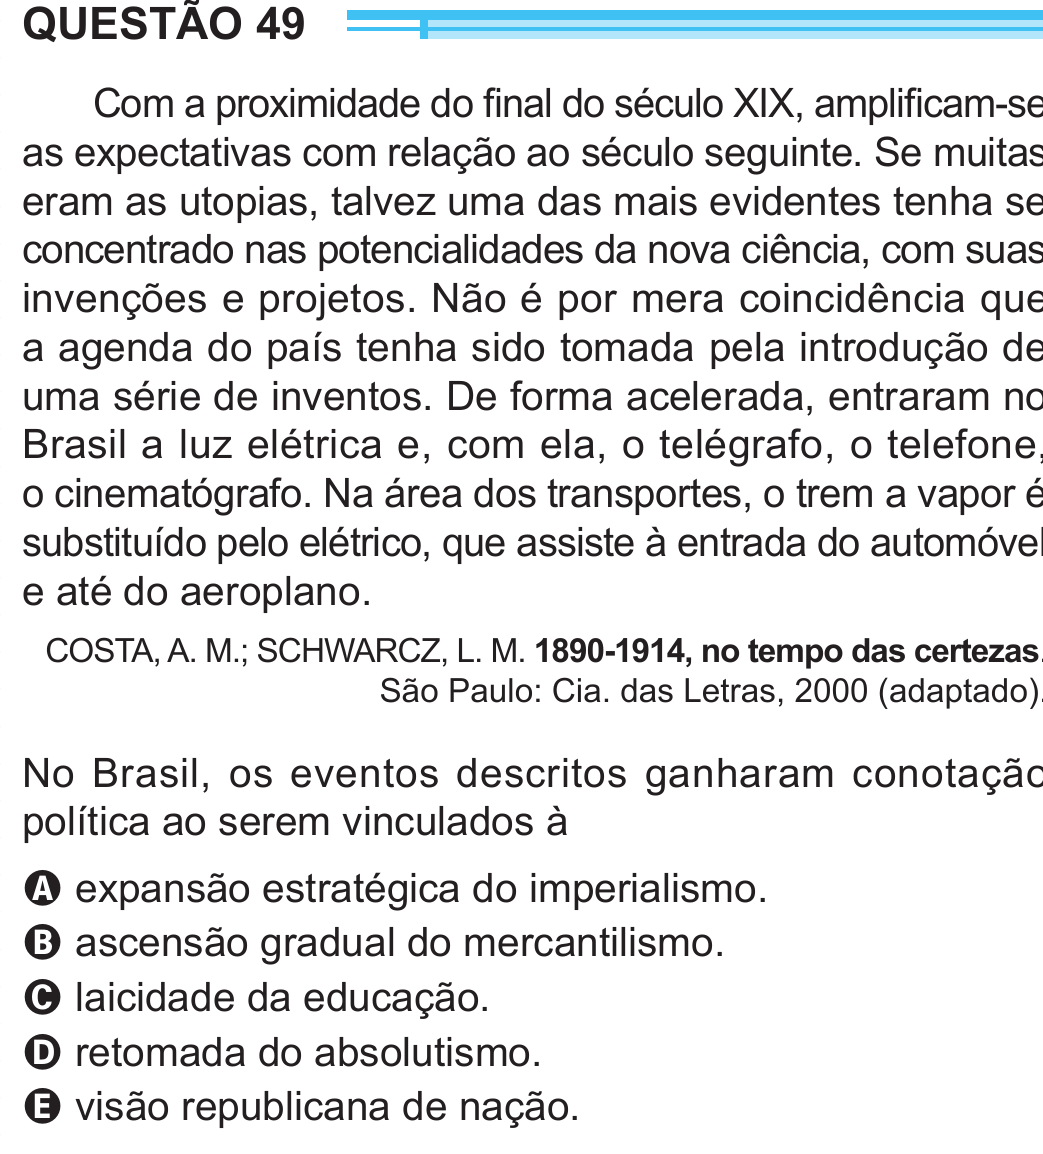 QUESTÃO 49
Com a proximidade do final do século XIX, amplificam-se
as expectativas com relação ao século seguinte. Se muitas
eram as utopias, talvez uma das mais evidentes tenha se
concentrado nas potencialidades da nova ciência, com suas
invenções e projetos. Não é por mera coincidência que
a agenda do país tenha sido tomada pela introdução de
uma série de inventos. De forma acelerada, entraram no
Brasil a luz elétrica e, com ela, o telégrafo, o telefone,
o cinematógrafo. Na área dos transportes, o trem a vapor é
substituído pelo elétrico, que assiste à entrada do automóvel
e até do aeroplano.
COSTA, A. M.; SCHWARCZ, L. M. 1890-1914, no tempo das certezas.
São Paulo: Cia. das Letras, 2000 (adaptado).
No Brasil, os eventos descritos ganharam conotação
política ao serem vinculados à
A expansão estratégica do imperialismo.
B ascensão gradual do mercantilismo.
C laicidade da educação.
D retomada do absolutismo.
E visão republicana de nação.